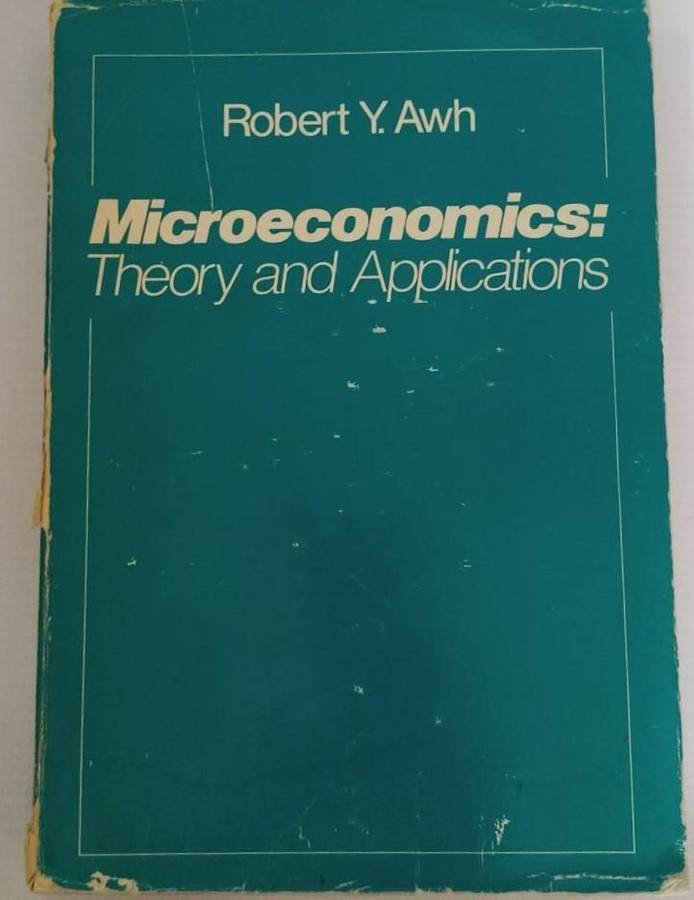 Robert Y. Awh
Microeconomics:
Theory and Applications